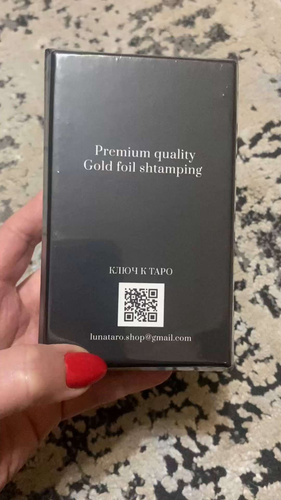 Premium quality
Gold foil shtamping
КЛЮЧ К ТАРО
lunataro.shop@gmail.com